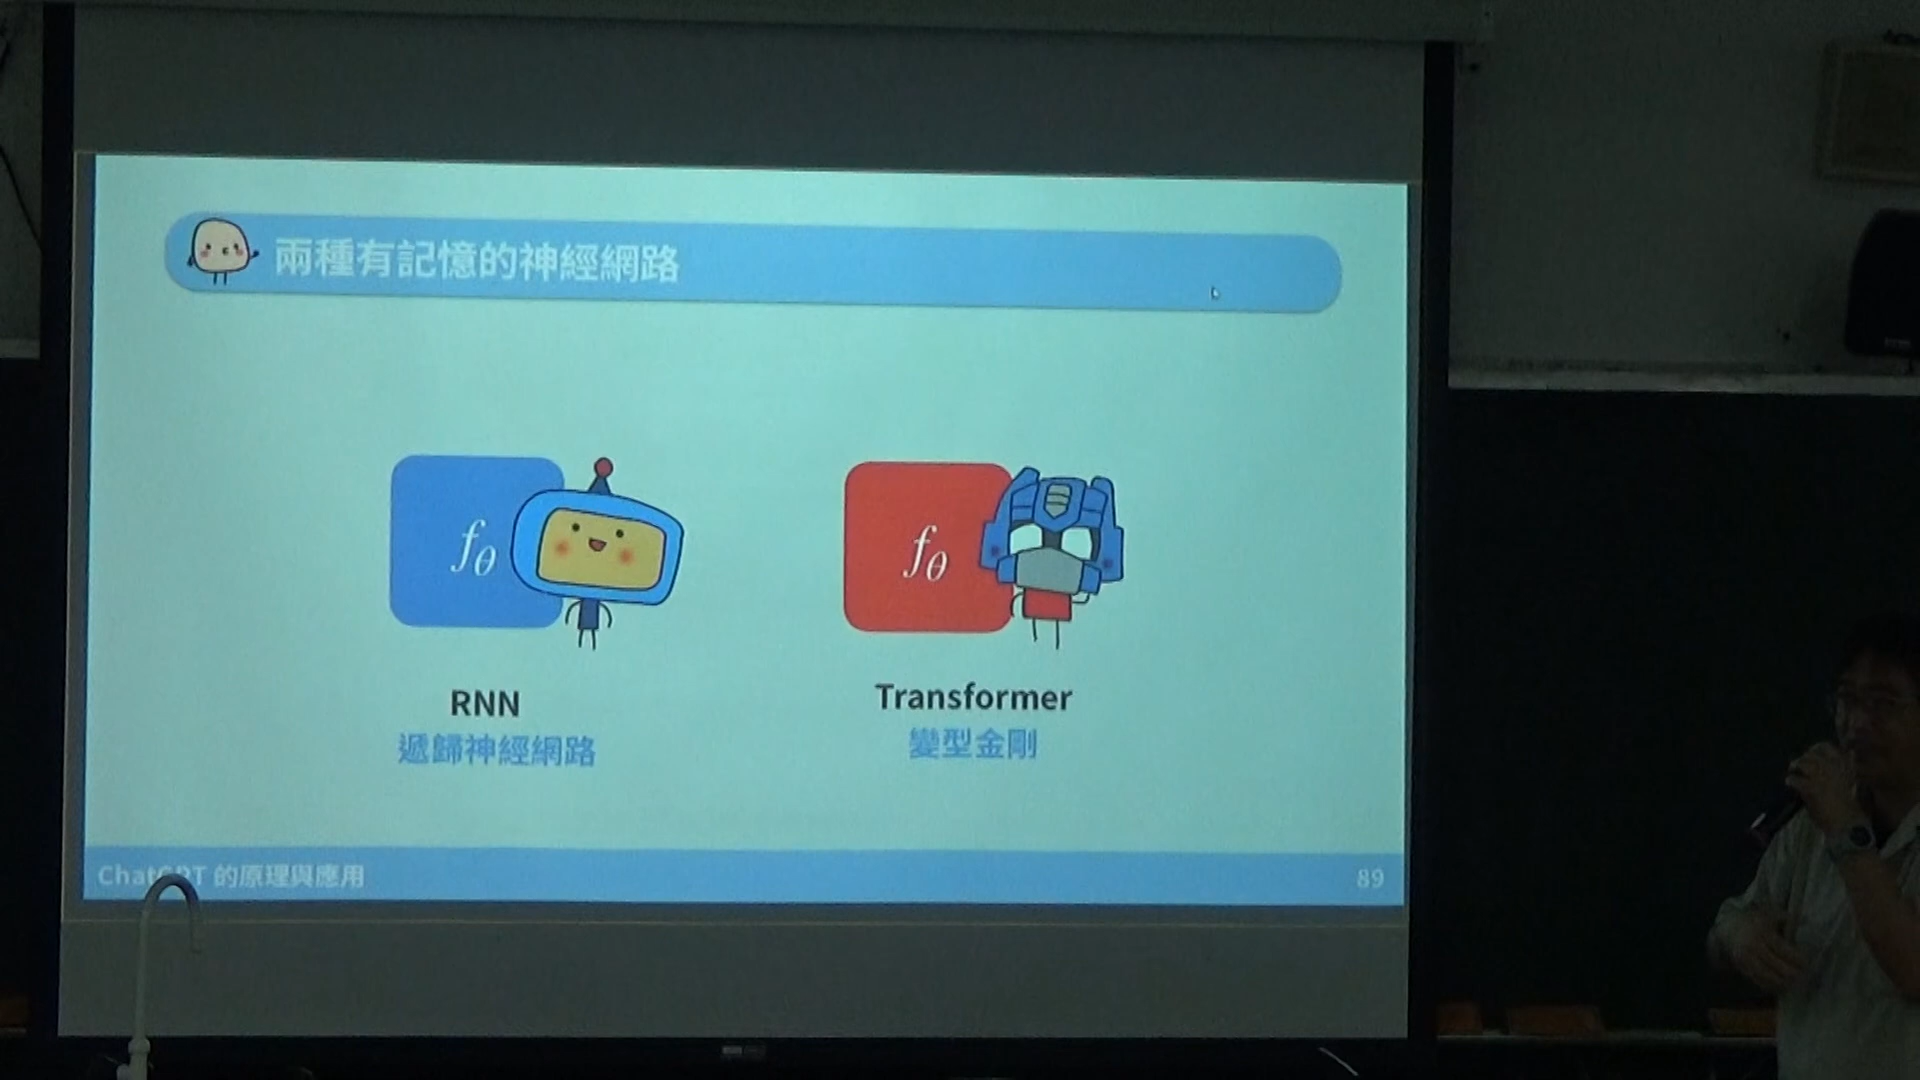 兩種有記憶的神經網路
fθ
fθ
RNN
遞歸神經網路
Transformer
變型金剛
ChatGPT 的原理與應用
89